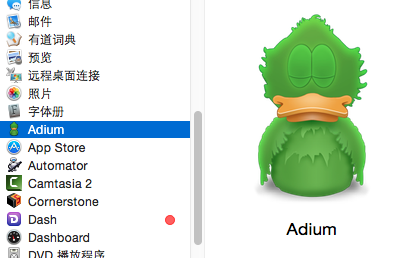 信息
邮件
有道词典
预览
远程桌面连接
照片
字体册
Adium
App Store
Automator
Camtasia 2
Cornerstone
Dash
Dashboard
DVD 播放程序
Adium